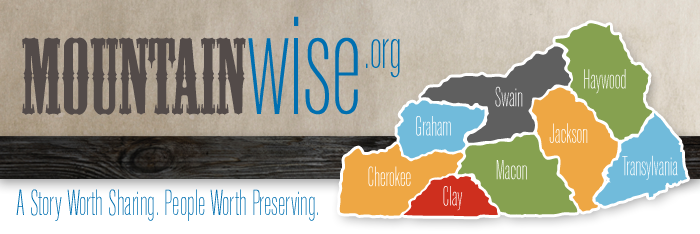 MOUNTAINwise.org
Haywood
Swain
Graham
Jackson
Transylvania
Cherokee
Macon
Clay
A Story Worth Sharing. People Worth Preserving.